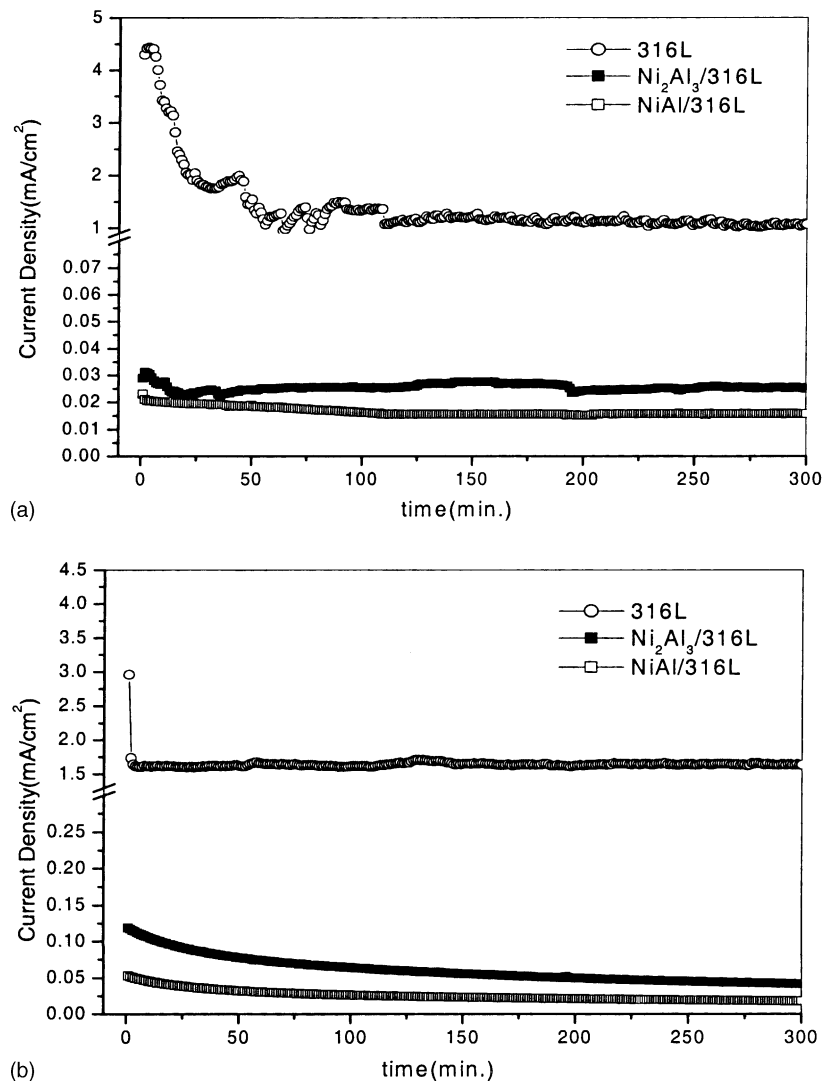 5
4
3
2
1
0.07
0.06
0.05
0.04
0.03
0.02
0.01
0.00
Current Density(mA/cm²)
316L
Ni₂Al₃/316L
NiAl/316L
0 50 100 150 200 250 300
time(min.)
(a)
4.5
4.0
3.5
3.0
2.5
2.0
1.5
0.25
0.20
0.15
0.10
0.05
0.00
Current Density(mA/cm²)
316L
Ni₂Al₃/316L
NiAl/316L
0 50 100 150 200 250 300
time(min.)
(b)